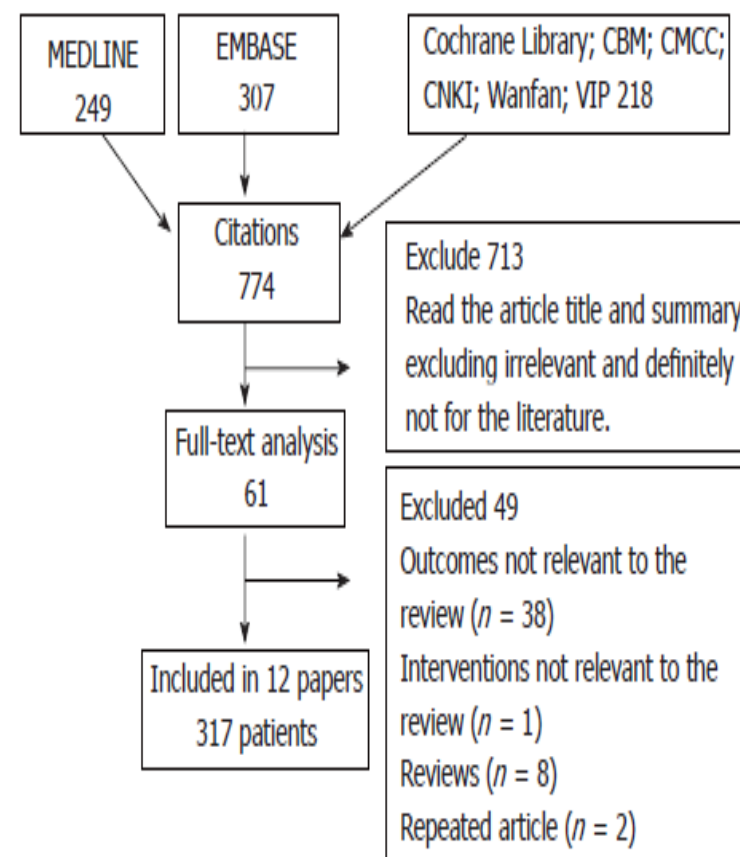 MEDLINE
249
EMBASE
307
Cochrane Library; CBM; CMCC;
CNKI; Wanfan; VIP 218
Citations
774
Exclude 713
Read the article title and summary
excluding irrelevant and definitely
not for the literature.
Full-text analysis
61
Excluded 49
Outcomes not relevant to the
review (n = 38)
Interventions not relevant to the
review (n = 1)
Reviews (n = 8)
Repeated article (n = 2)
Included in 12 papers
317 patients